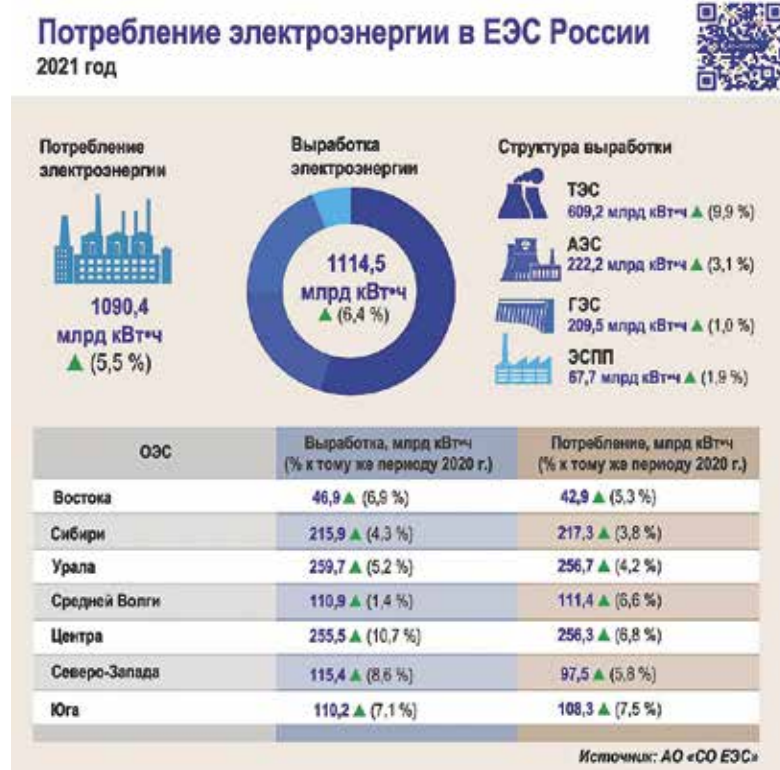 Потребление электроэнергии в ЕЭС России
2021 год
Потребление
электроэнергии
1090,4
млрд кВт•ч
▲ (5,5 %)
Выработка
электроэнергии
1114,5
млрд кВт•ч
▲ (6,4 %)
Структура выработки
ТЭС
609,2 млрд кВт•ч ▲ (9,9 %)
АЭС
222,2 млрд кВт•ч ▲ (3,1 %)
ГЭС
209,5 млрд кВт•ч ▲ (1,0 %)
ЭСПП
67,7 млрд кВт•ч ▲ (1,9 %)
ОЭС
Выработка, млрд кВт•ч
(% к тому же периоду 2020 г.)
Потребление, млрд кВт•ч
(% к тому же периоду 2020 г.)
Востока 46,9 ▲ (6,9 %) 42,9 ▲ (5,3 %)
Сибири 215,9 ▲ (4,3 %) 217,3 ▲ (3,8 %)
Урала 259,7 ▲ (5,2 %) 256,7 ▲ (4,2 %)
Средней Волги 110,9 ▲ (1,4 %) 111,4 ▲ (6,6 %)
Центра 255,5 ▲ (10,7 %) 256,3 ▲ (6,8 %)
Северо-Запада 115,4 ▲ (8,6 %) 97,5 ▲ (5,8 %)
Юга 110,2 ▲ (7,1 %) 108,3 ▲ (7,5 %)
Источник: АО «СО ЕЭС»